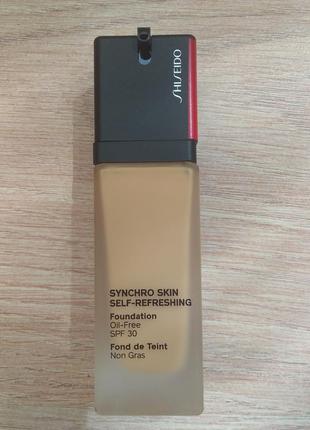 SHISEIDO
SYNCHRO SKIN
SELF-REFRESHING
Foundation
Oil-Free
SPF 30
Fond de Teint
Non Gras